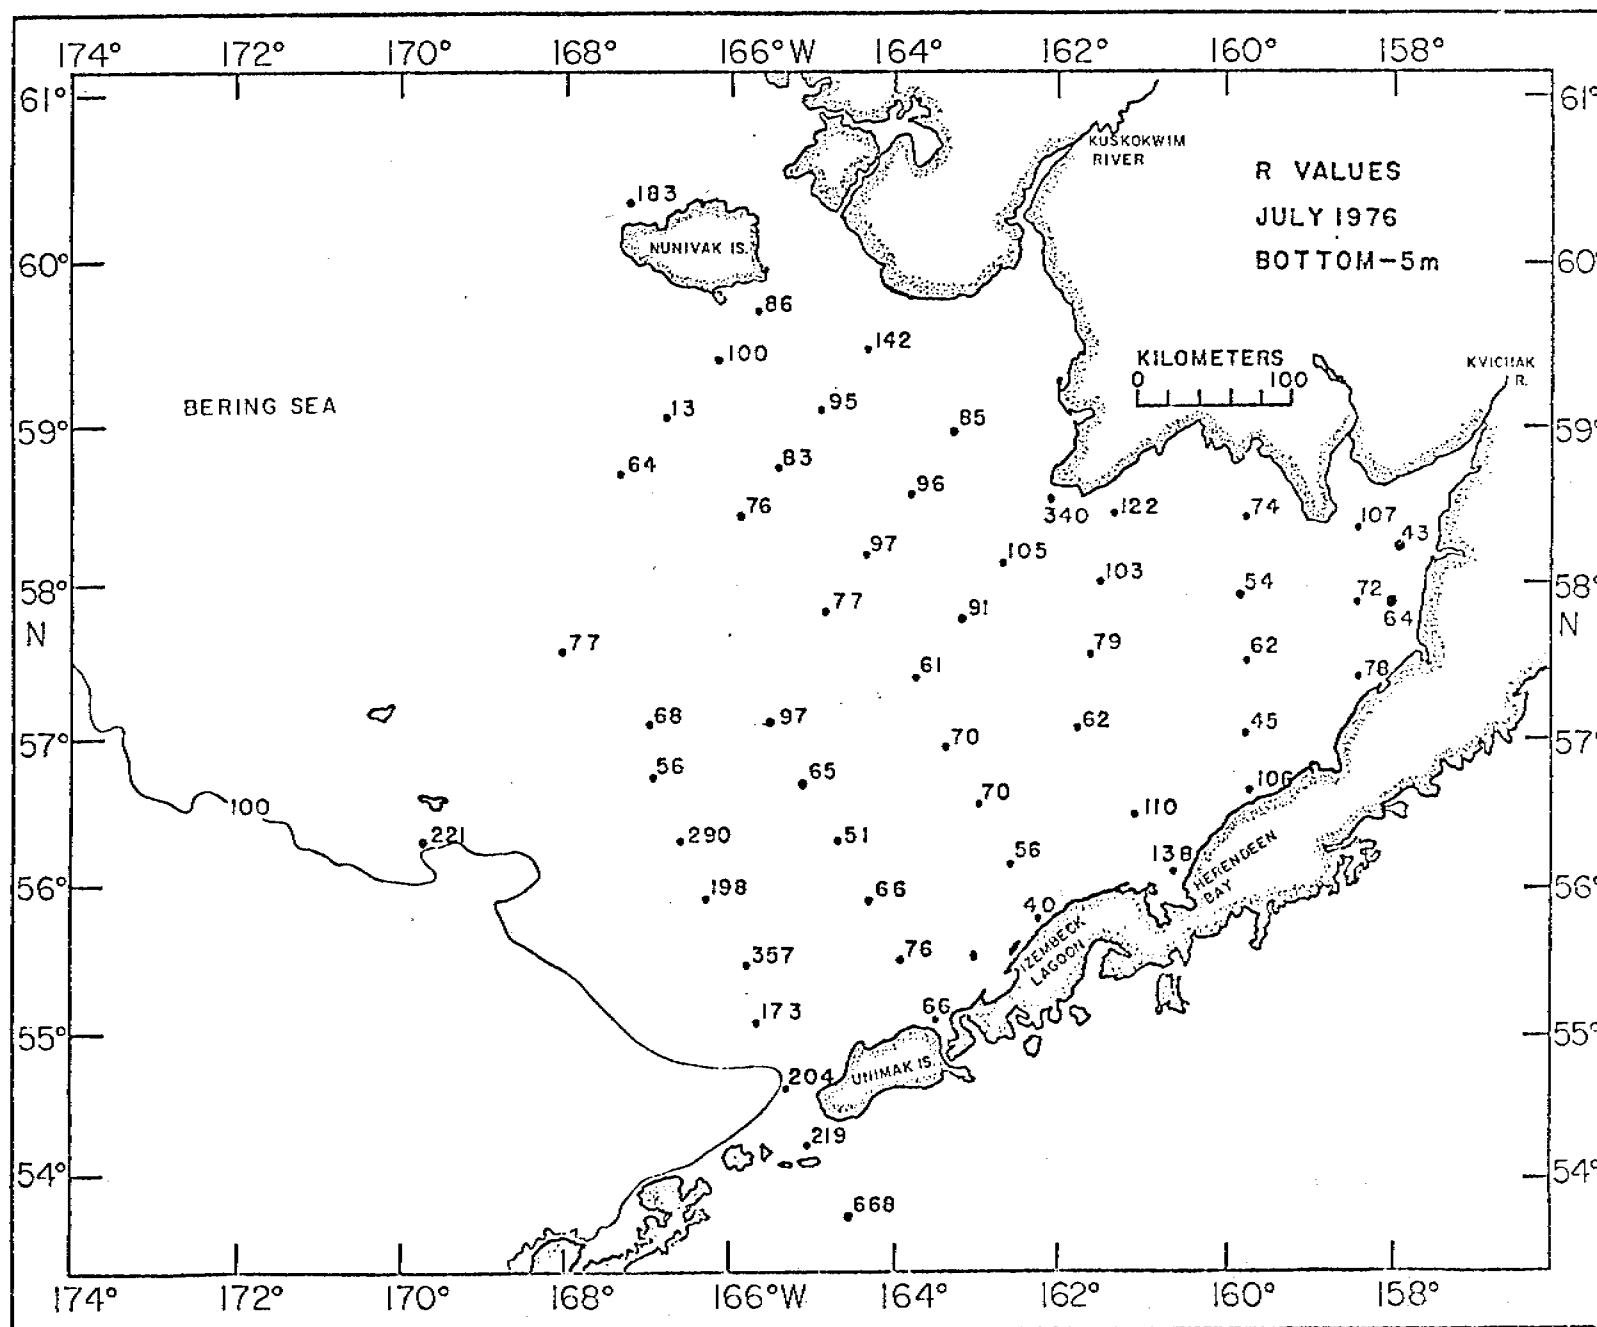 174° 172° 170° 168° 166°W 164° 162° 160° 158°
61° 61°
KUSKOKWIM
RIVER
R VALUES
183
JULY 1976
NUNIVAK IS.
60° BOTTOM-5m 60°
86
142
100
KILOMETERS
KVICHAK
R.
0 100
BERING SEA
13
95
85
59° 59°
83
64
96
76
340
122
74
107
43
97
105
103
54
58° 72 58°
77
91
64
N N
77
79
62
61
78
68
97
62
45
57° 70 57°
56
65
106
70
100
110
221
290
51
56
138
HERENDEEN
BAY
56° 198 66 56°
40
IZEMBECK
LAGOON
357
76
173
66
55° 55°
204
UNIMAK IS.
219
54° 54°
668
174° 172° 170° 168° 166°W 164° 162° 160° 158°